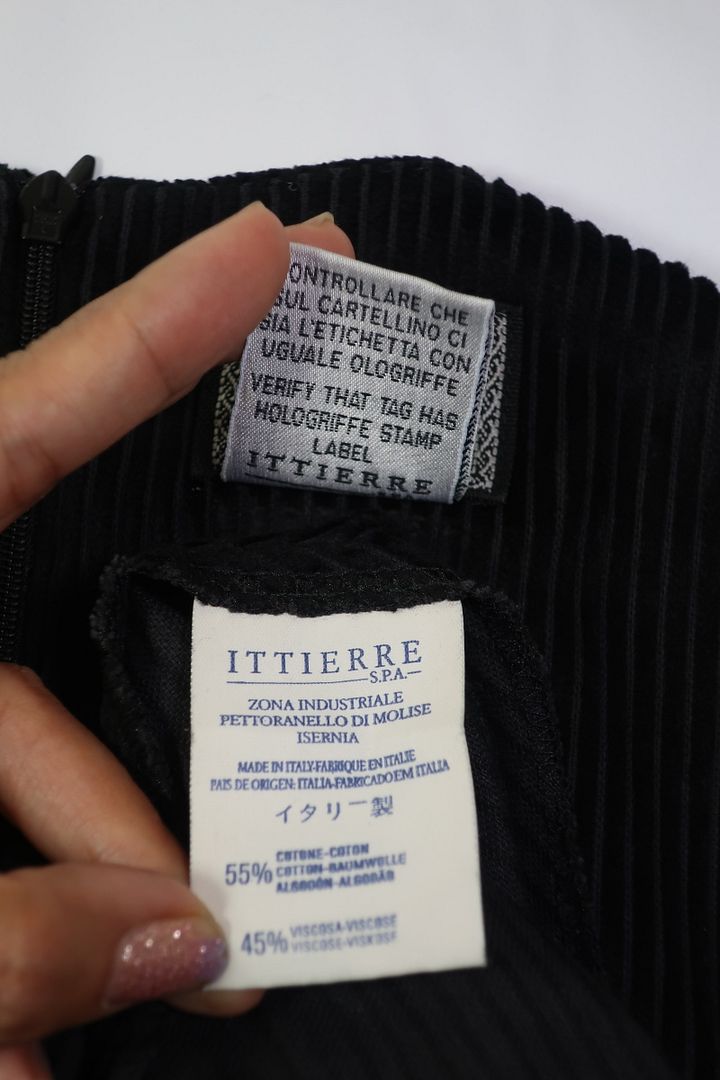 ONTROLLARE CHE
SUL CARTELLINO CI
SIA L'ETICHETTA CON
UGUALE OLOGRIFFE
VERIFY THAT TAG HAS
HOLOGRIFFE STAMP
LABEL
ITTIERRE
ITTIERRE
S.P.A.
ZONA INDUSTRIALE
PETTORANELLO DI MOLISE
ISERNIA
MADE IN ITALY-FABRIQUE EN ITALIE
PAIS DE ORIGEN: ITALIA-FABRICADO EM ITALIA
イタリー製
55% COTONE-COTON
COTTON-BAUMWOLLE
ALGODÓN-ALGODÃO
45% VISCOSA-VISCOSE
VISCOSE-VISKOSE